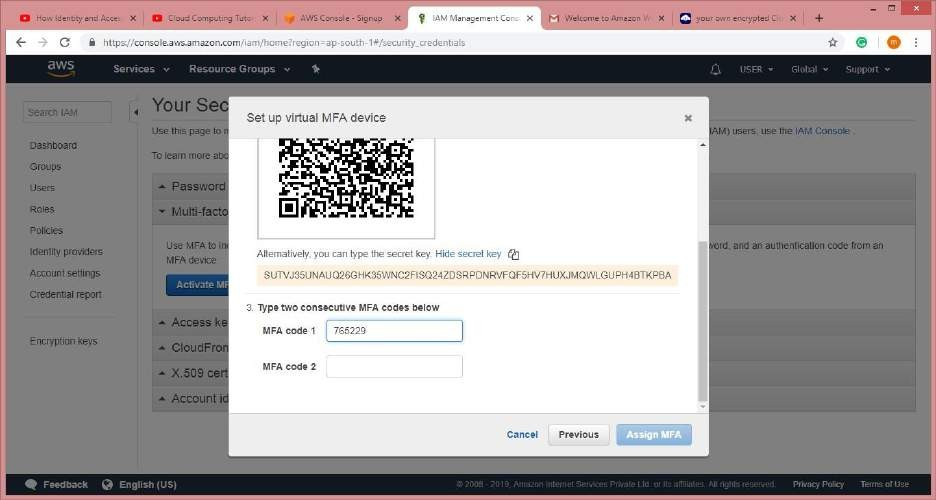 How Identity and Acces
Cloud Computing Tutor
AWS Console - Signup
IAM Management Cons
Welcome to Amazon W
your own encrypted Cl
https://console.aws.amazon.com/iam/home?region=ap-south-1#/security_credentials
m
aws
Services
Resource Groups
USER
Global
Support
Search IAM
Dashboard
Groups
Users
Roles
Policies
Identity providers
Account settings
Credential report
Encryption keys
Your Sec
Use this page to m
IAM) users, use the IAM Console .
To learn more abo
Password
Multi-facto
Use MFA to in
word, and an authentication code from an
MFA device.
Activate MF
Access ke
CloudFron
X.509 cert
Account id
Set up virtual MFA device
Alternatively, you can type the secret key. Hide secret key
SUTVJ35UNAUQ26GHK35WNC2FISQ24ZDSRPDNRVFQF5HV7HUXJMQWLGUPH4BTKPBA
3. Type two consecutive MFA codes below
MFA code 1
765229
MFA code 2
Cancel
Previous
Assign MFA
Feedback
English (US)
© 2008 - 2019, Amazon Internet Services Private Ltd. or its affiliates. All rights reserved.
Privacy Policy
Terms of Use